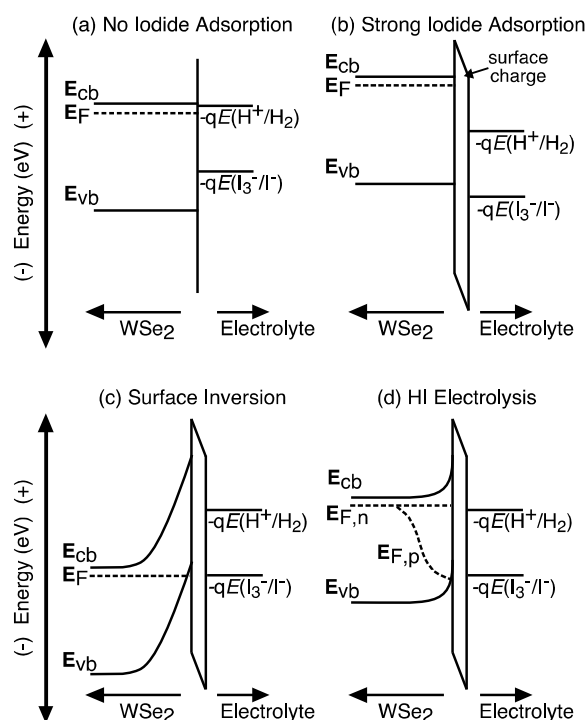 (a) No Iodide Adsorption
(b) Strong Iodide Adsorption
(-) Energy (eV) (+)
Ecb
EF
-qE(H+/H2)
-qE(I3-/I-)
Evb
WSe2
Electrolyte
Ecb
EF
surface
charge
-qE(H+/H2)
Evb
-qE(I3-/I-)
WSe2
Electrolyte
(c) Surface Inversion
(d) HI Electrolysis
(-) Energy (eV) (+)
Ecb
EF
-qE(H+/H2)
-qE(I3-/I-)
Evb
WSe2
Electrolyte
Ecb
EF,n
-qE(H+/H2)
EF,p
-qE(I3-/I-)
Evb
WSe2
Electrolyte